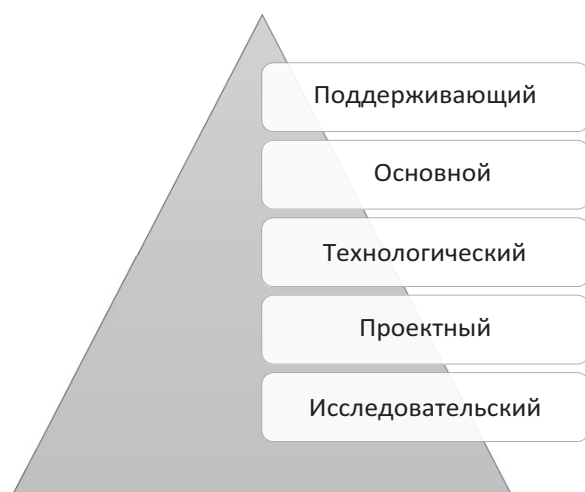 Поддерживающий
Основной
Технологический
Проектный
Исследовательский